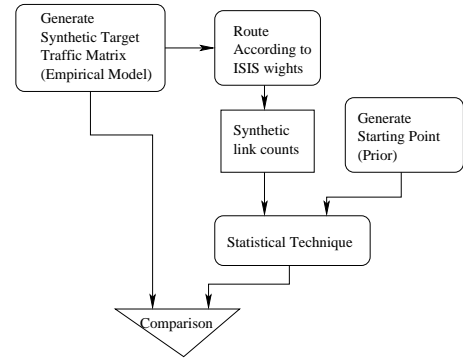 Generate
Synthetic Target
Traffic Matrix
(Empirical Model)
Route
According to
ISIS wights
Synthetic
link counts
Generate
Starting Point
(Prior)
Statistical Technique
Comparison